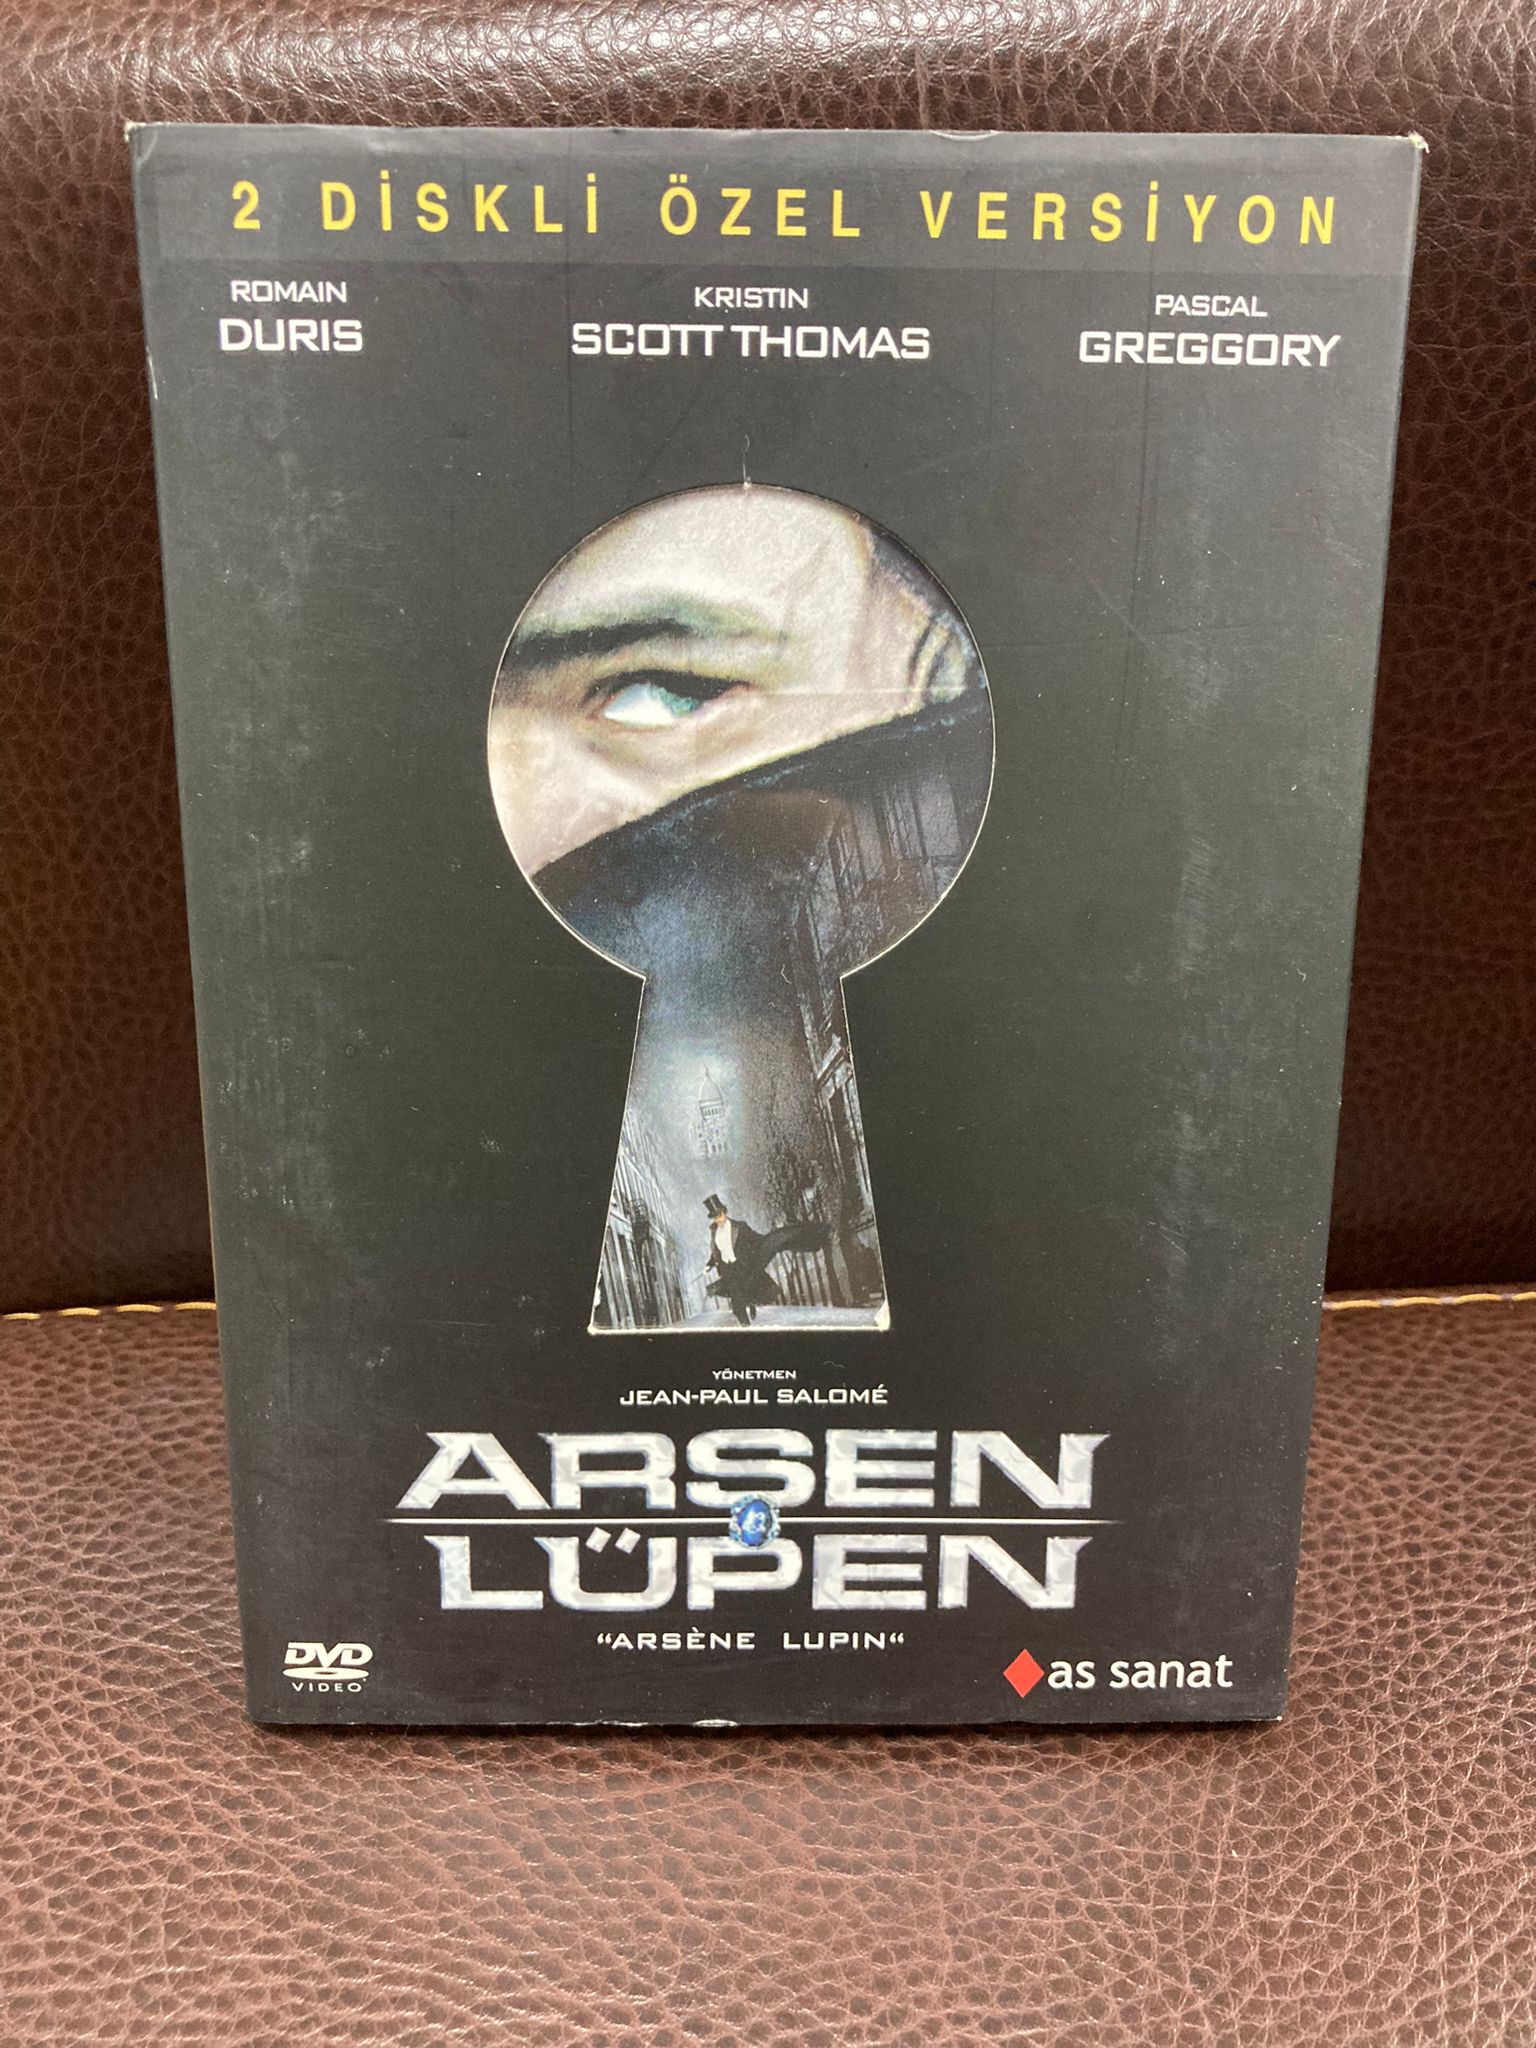 2 DİSKLİ ÖZEL VERSİYON
ROMAIN
DURIS
KRISTIN
SCOTT THOMAS
PASCAL
GREGGORY
YÖNETMEN
JEAN-PAUL SALOMÉ
ARSEN
LÜPEN
“ARSÈNE LUPIN“
DVD
VIDEO
as sanat